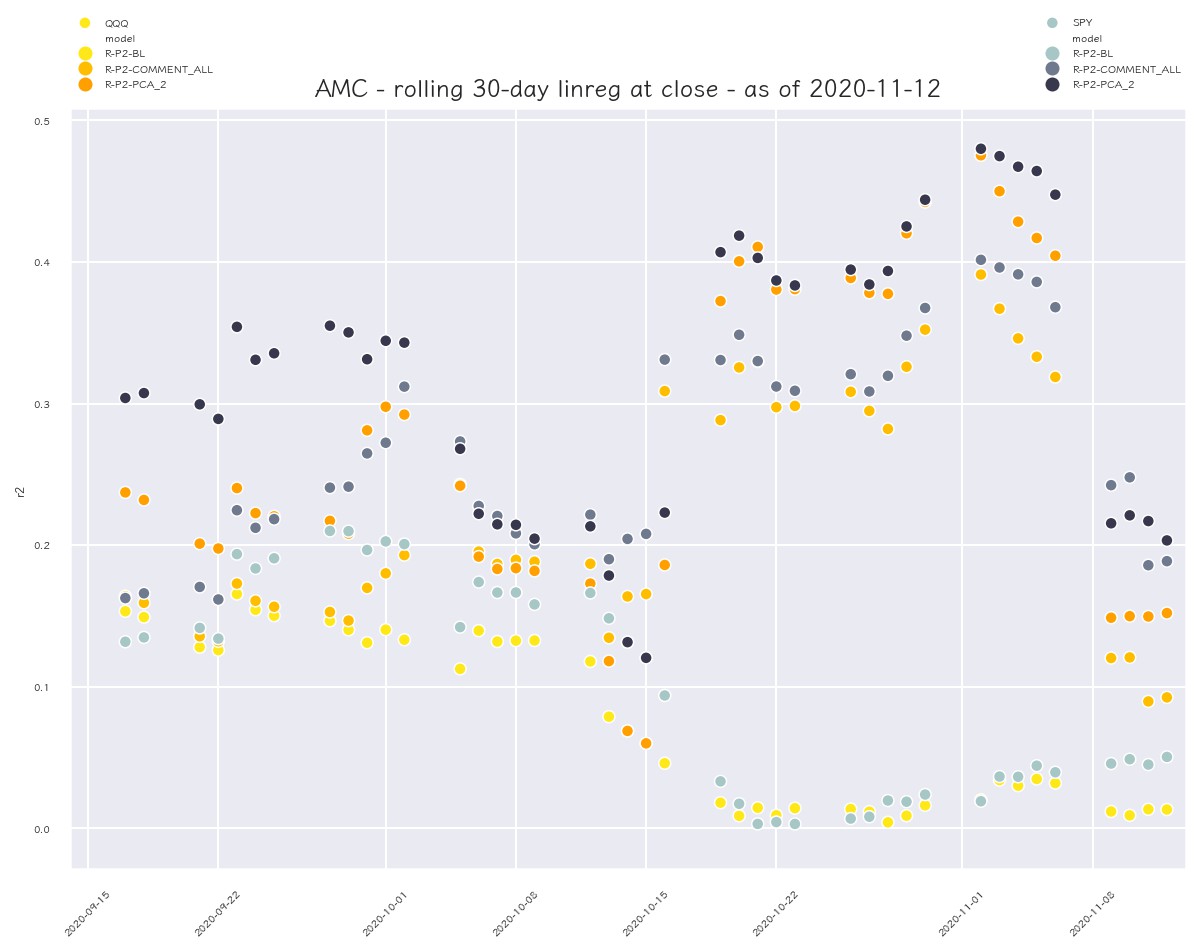 QQQ
model
R-P2-BL
R-P2-COMMENT_ALL
R-P2-PCA_2
SPY
model
R-P2-BL
R-P2-COMMENT_ALL
R-P2-PCA_2
AMC - rolling 30-day linreg at close - as of 2020-11-12
0.5
0.4
0.3
0.2
0.1
0.0
r2
2020-09-15
2020-09-22
2020-10-01
2020-10-08
2020-10-15
2020-10-22
2020-11-01
2020-11-08